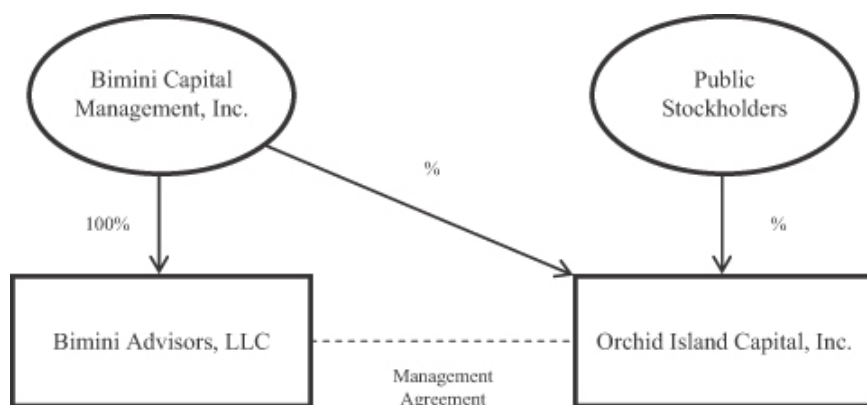 Bimini Capital
Management, Inc.
Public
Stockholders
%
100%
%
Bimini Advisors, LLC
Orchid Island Capital, Inc.
Management
Agreement